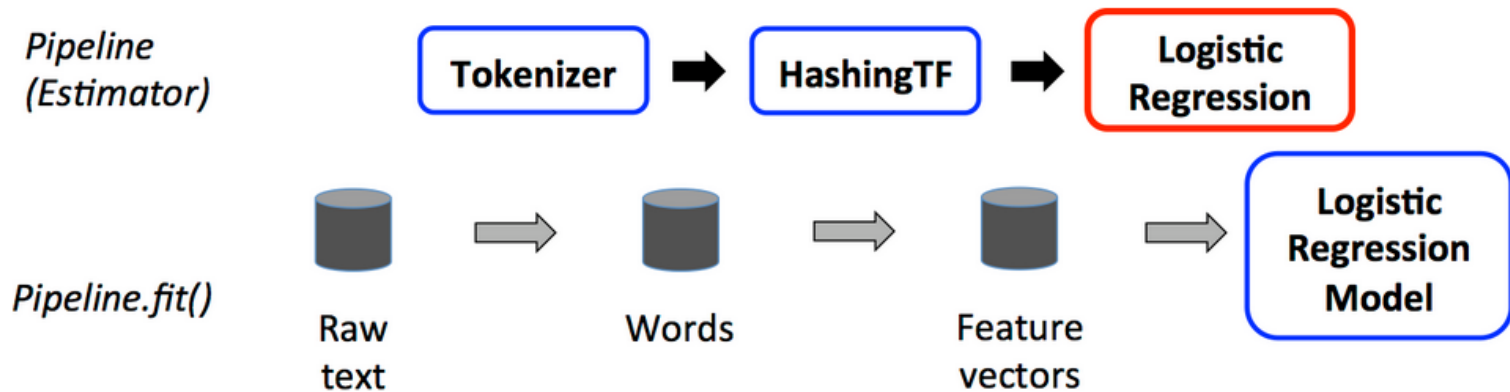 Pipeline
(Estimator)
Tokenizer
HashingTF
Logistic
Regression
Pipeline.fit()
Raw
text
Words
Feature
vectors
Logistic
Regression
Model